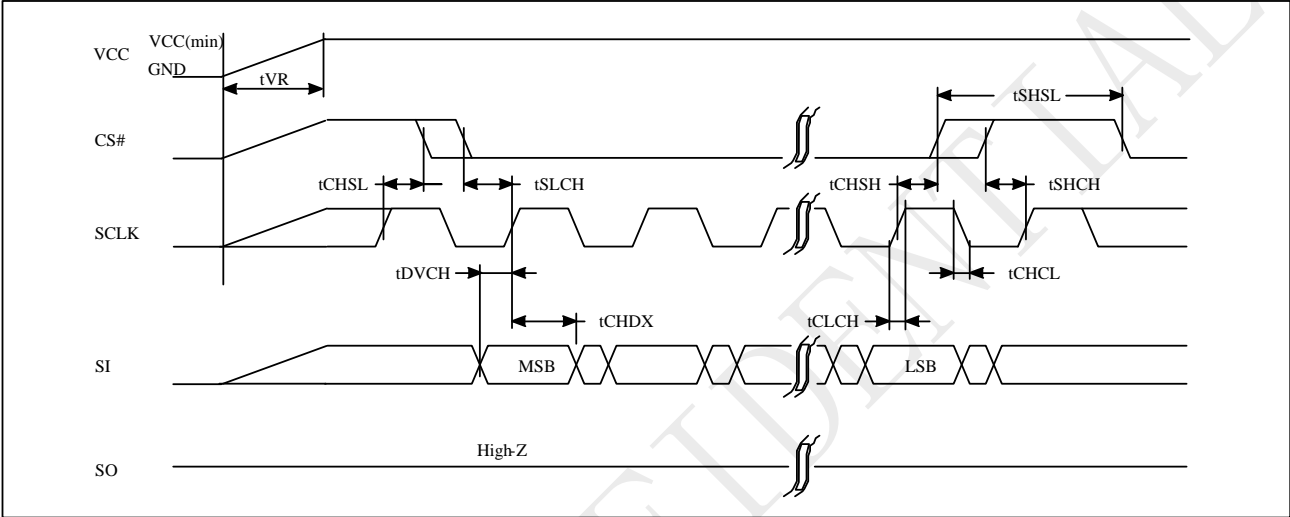 VCC
VCC(min)
GND
tVR
tSHSL
CS#
tCHSL
tSLCH
tCHSH
tSHCH
SCLK
tDVCH
tCHCL
tCHDX
tCLCH
SI
MSB
LSB
High-Z
SO
IDENTIAL